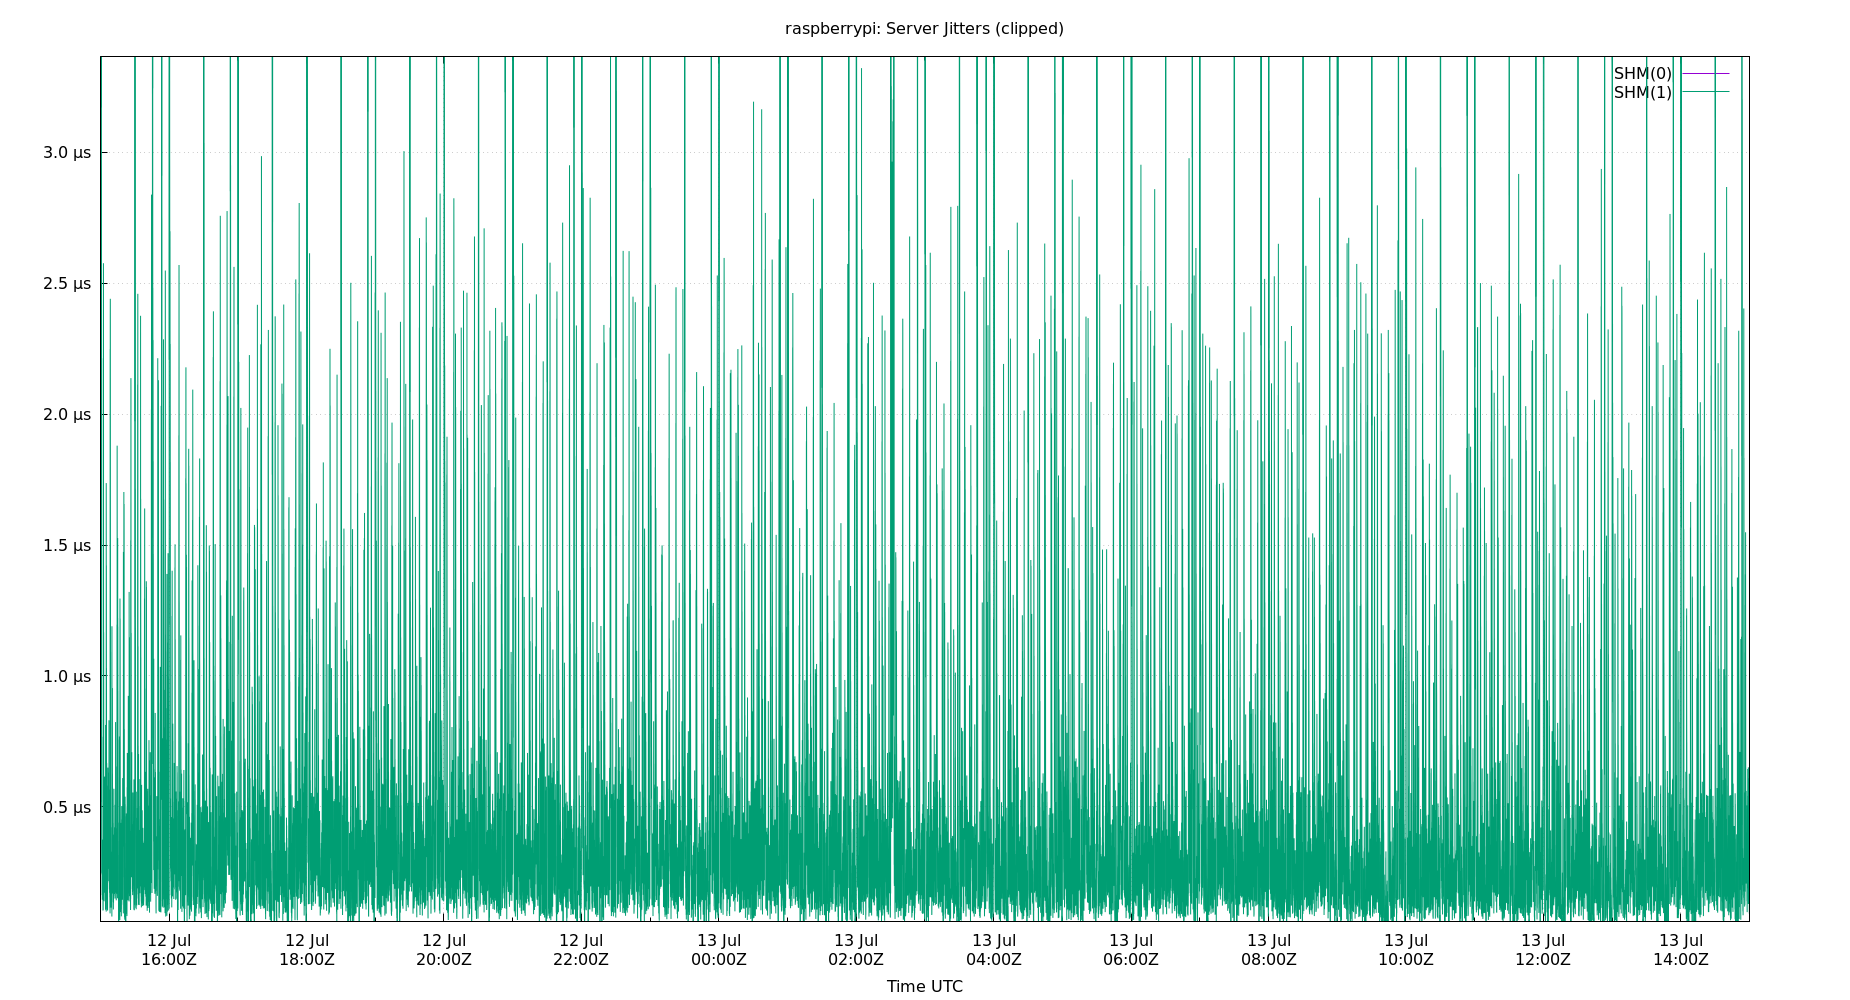 raspberrypi: Server Jitters (clipped)
SHM(0)
SHM(1)
3.0 µs
2.5 µs
2.0 µs
1.5 µs
1.0 µs
0.5 µs
12 Jul 12 Jul 12 Jul 12 Jul 13 Jul 13 Jul 13 Jul 13 Jul 13 Jul 13 Jul 13 Jul 13 Jul
16:00Z 18:00Z 20:00Z 22:00Z 00:00Z 02:00Z 04:00Z 06:00Z 08:00Z 10:00Z 12:00Z 14:00Z
Time UTC